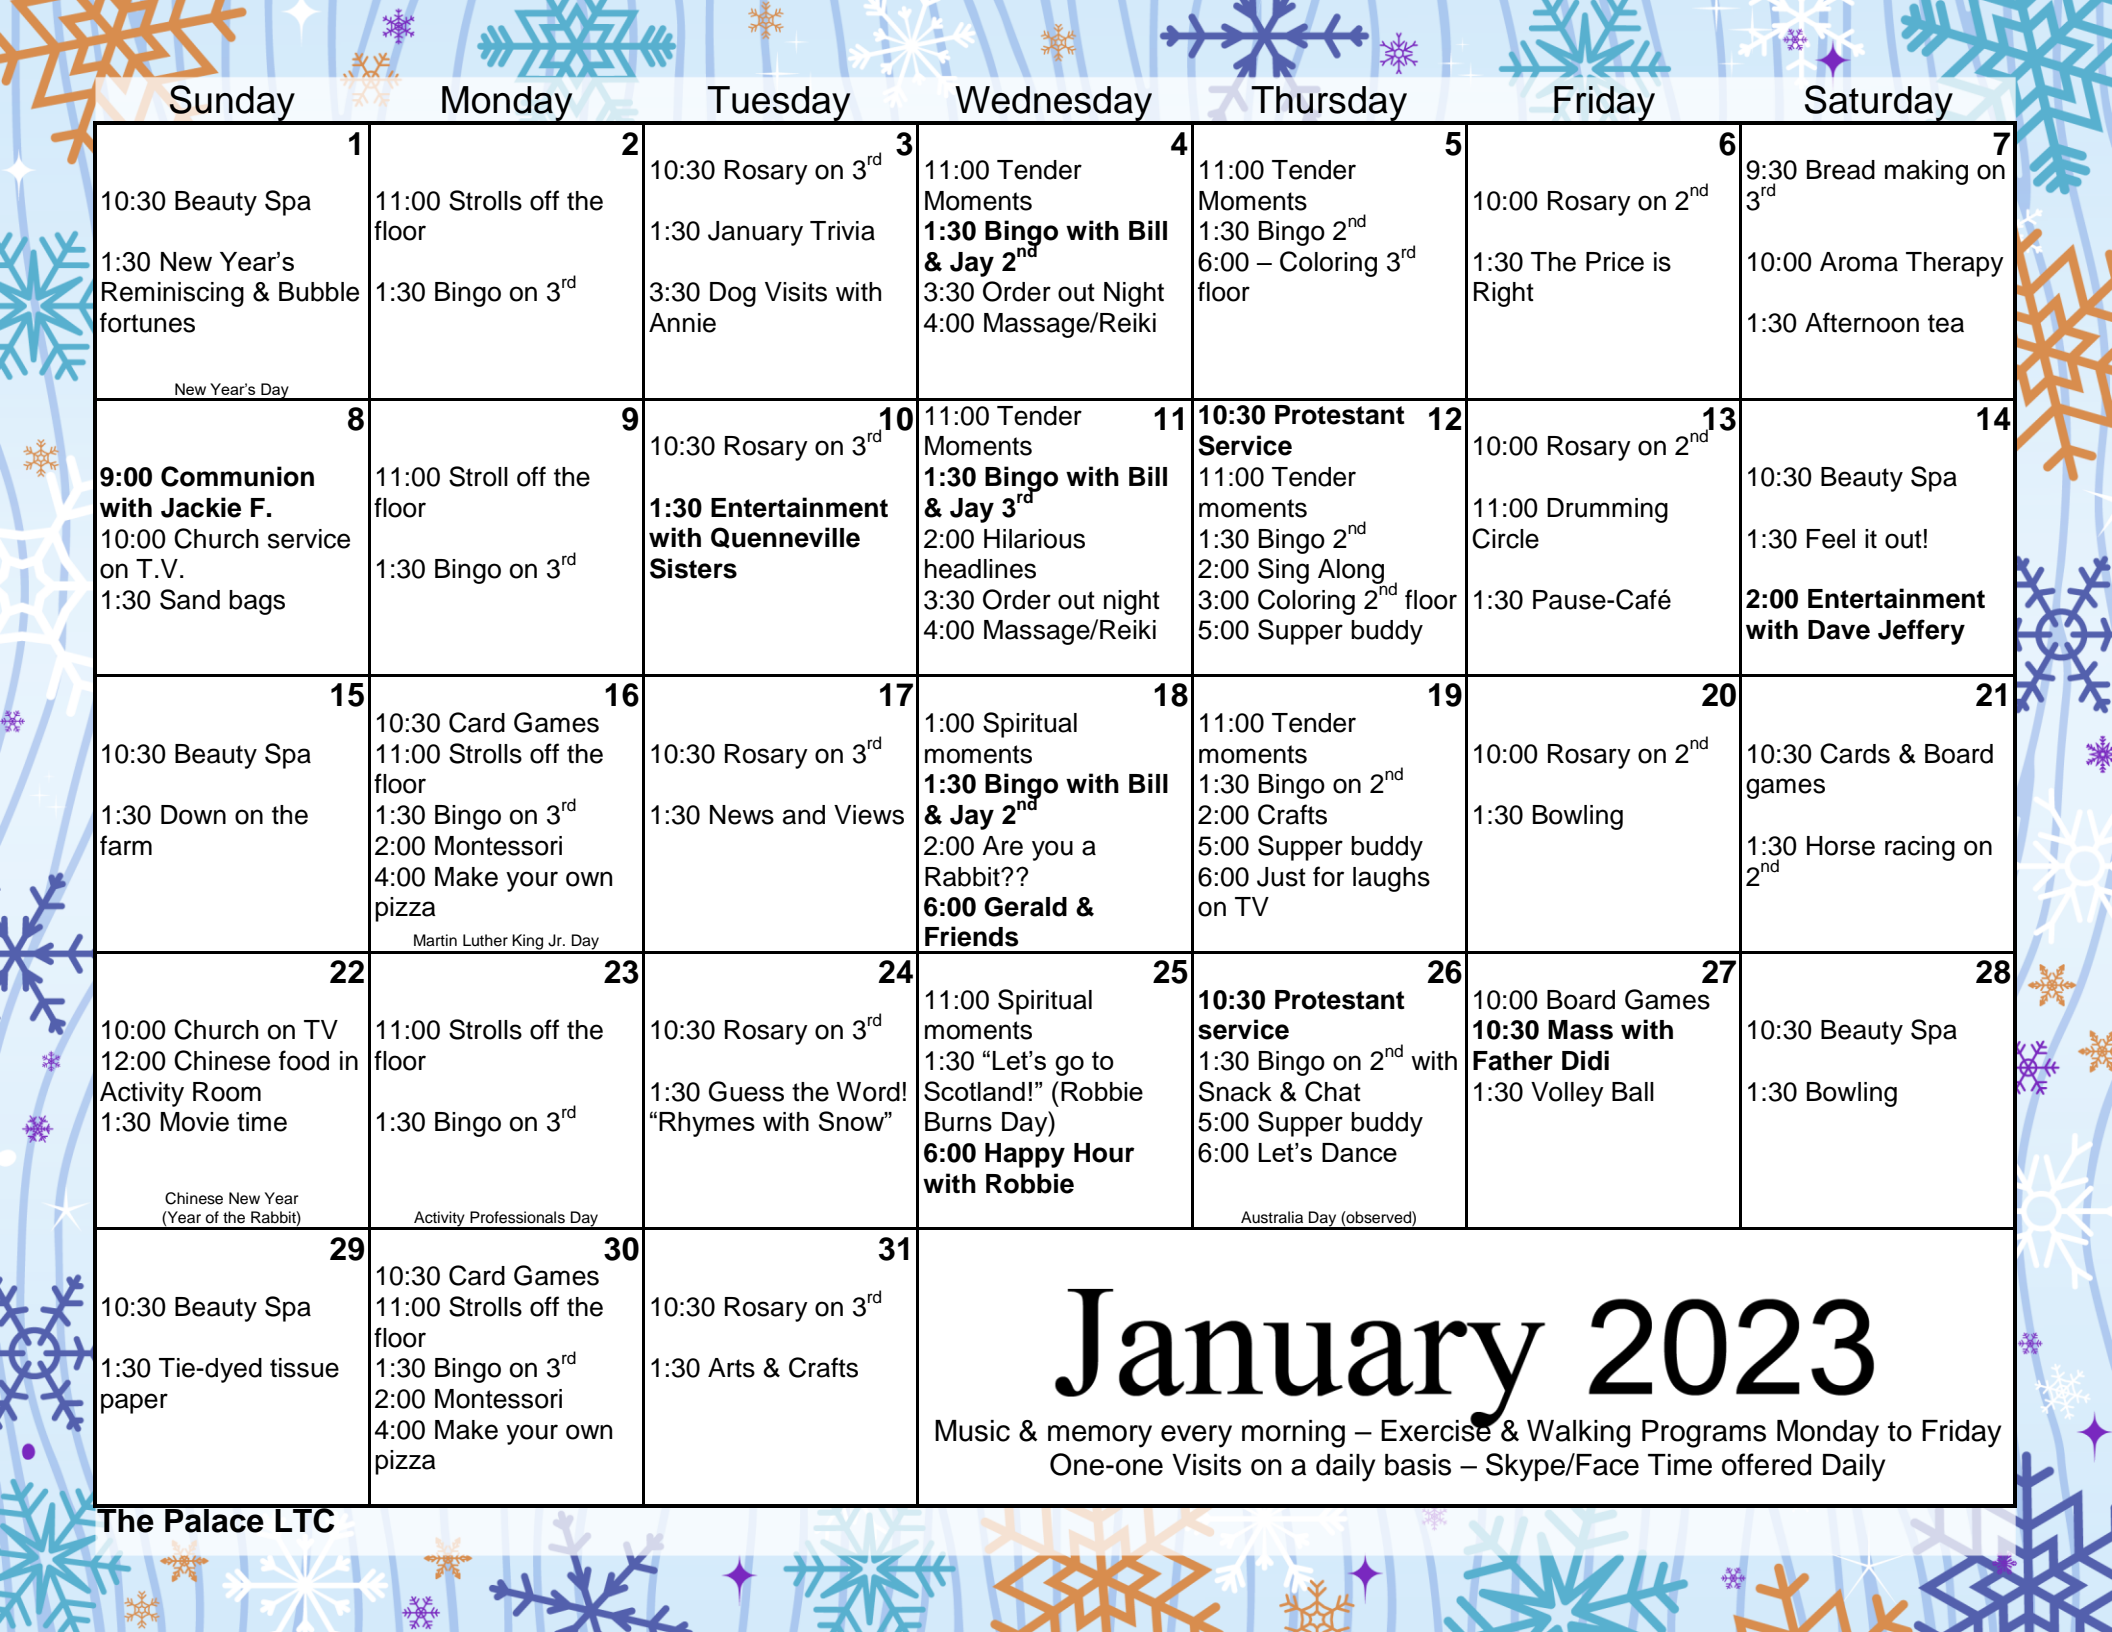 Sunday Monday Tuesday Wednesday Thursday Friday Saturday
1
10:30 Beauty Spa
1:30 New Year’s
Reminiscing & Bubble
fortunes
New Year’s Day
2
11:00 Strolls off the
floor
1:30 Bingo on 3rd
3
10:30 Rosary on 3rd
1:30 January Trivia
3:30 Dog Visits with
Annie
4
11:00 Tender
Moments
1:30 Bingo with Bill
& Jay 2nd
3:30 Order out Night
4:00 Massage/Reiki
5
11:00 Tender
Moments
1:30 Bingo 2nd
6:00 – Coloring 3rd
floor
6
10:00 Rosary on 2nd
1:30 The Price is
Right
7
9:30 Bread making on
3rd
10:00 Aroma Therapy
1:30 Afternoon tea
8
9:00 Communion
with Jackie F.
10:00 Church service
on T.V.
1:30 Sand bags
9
11:00 Stroll off the
floor
1:30 Bingo on 3rd
10
10:30 Rosary on 3rd
1:30 Entertainment
with Quenneville
Sisters
11
11:00 Tender
Moments
1:30 Bingo with Bill
& Jay 3rd
2:00 Hilarious
headlines
3:30 Order out night
4:00 Massage/Reiki
12
10:30 Protestant
Service
11:00 Tender
moments
1:30 Bingo 2nd
2:00 Sing Along
3:00 Coloring 2nd floor
5:00 Supper buddy
13
10:00 Rosary on 2nd
11:00 Drumming
Circle
1:30 Pause-Café
14
10:30 Beauty Spa
1:30 Feel it out!
2:00 Entertainment
with Dave Jeffery
15
10:30 Beauty Spa
1:30 Down on the
farm
16
10:30 Card Games
11:00 Strolls off the
floor
1:30 Bingo on 3rd
2:00 Montessori
4:00 Make your own
pizza
Martin Luther King Jr. Day
17
10:30 Rosary on 3rd
1:30 News and Views
18
1:00 Spiritual
moments
1:30 Bingo with Bill
& Jay 2nd
2:00 Are you a
Rabbit??
6:00 Gerald &
Friends
19
11:00 Tender
moments
1:30 Bingo on 2nd
2:00 Crafts
5:00 Supper buddy
6:00 Just for laughs
on TV
20
10:00 Rosary on 2nd
1:30 Bowling
21
10:30 Cards & Board
games
1:30 Horse racing on
2nd
22
10:00 Church on TV
12:00 Chinese food in
Activity Room
1:30 Movie time
Chinese New Year
(Year of the Rabbit)
23
11:00 Strolls off the
floor
1:30 Bingo on 3rd
Activity Professionals Day
24
10:30 Rosary on 3rd
1:30 Guess the Word!
“Rhymes with Snow”
25
11:00 Spiritual
moments
1:30 “Let’s go to
Scotland!” (Robbie
Burns Day)
6:00 Happy Hour
with Robbie
26
10:30 Protestant
service
1:30 Bingo on 2nd with
Snack & Chat
5:00 Supper buddy
6:00 Let’s Dance
Australia Day (observed)
27
10:00 Board Games
10:30 Mass with
Father Didi
1:30 Volley Ball
28
10:30 Beauty Spa
1:30 Bowling
29
10:30 Beauty Spa
1:30 Tie-dyed tissue
paper
30
10:30 Card Games
11:00 Strolls off the
floor
1:30 Bingo on 3rd
2:00 Montessori
4:00 Make your own
pizza
31
10:30 Rosary on 3rd
1:30 Arts & Crafts
January 2023
Music & memory every morning – Exercise & Walking Programs Monday to Friday
One-one Visits on a daily basis – Skype/Face Time offered Daily
The Palace LTC